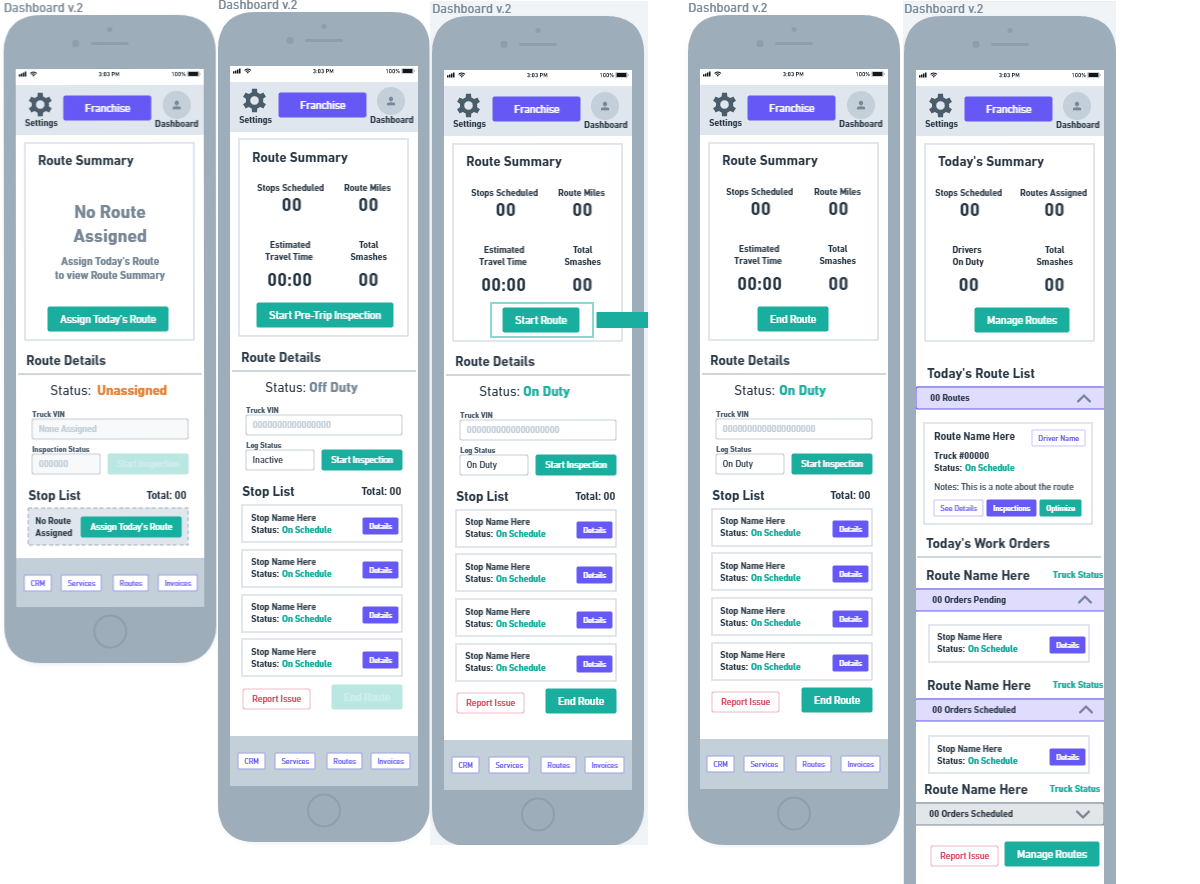 Dashboard v.2
3:03 PM
100%
Settings
Franchise
Dashboard
Route Summary
No Route
Assigned
Assign Today's Route
to view Route Summary
Assign Today's Route
Route Details
Status: Unassigned
Truck VIN
None Assigned
Inspection Status
000000
Start Inspection
Stop List
Total: 00
No Route
Assigned
Assign Today's Route
CRM
Services
Routes
Invoices
Dashboard v.2
3:03 PM
100%
Settings
Franchise
Dashboard
Route Summary
Stops Scheduled
Route Miles
00
00
Estimated
Travel Time
Total
Smashes
00:00
00
Start Pre-Trip Inspection
Route Details
Status: Off Duty
Truck VIN
0000000000000000
Log Status
Inactive
Start Inspection
Stop List
Total: 00
Stop Name Here
Status: On Schedule
Details
Stop Name Here
Status: On Schedule
Details
Stop Name Here
Status: On Schedule
Details
Stop Name Here
Status: On Schedule
Details
Report Issue
End Route
CRM
Services
Routes
Invoices
Dashboard v.2
3:03 PM
100%
Settings
Franchise
Dashboard
Route Summary
Stops Scheduled
Route Miles
00
00
Estimated
Travel Time
Total
Smashes
00:00
00
Start Route
Route Details
Status: On Duty
Truck VIN
Log Status
On Duty
Start Inspection
Stop List
Total: 00
Stop Name Here
Status: On Schedule
Details
Stop Name Here
Status: On Schedule
Details
Stop Name Here
Status: On Schedule
Details
Stop Name Here
Status: On Schedule
Details
Report Issue
End Route
CRM
Services
Routes
Invoices
Dashboard v.2
3:03 PM
100%
Settings
Franchise
Dashboard
Route Summary
Stops Scheduled
Route Miles
00
00
Estimated
Travel Time
Total
Smashes
00:00
00
End Route
Route Details
Status: On Duty
Truck VIN
Log Status
On Duty
Start Inspection
Stop List
Total: 00
Stop Name Here
Status: On Schedule
Details
Stop Name Here
Status: On Schedule
Details
Stop Name Here
Status: On Schedule
Details
Stop Name Here
Status: On Schedule
Details
Report Issue
End Route
CRM
Services
Routes
Invoices
Dashboard v.2
3:03 PM
100%
Settings
Franchise
Dashboard
Today's Summary
Stops Scheduled
Routes Assigned
00
00
Drivers
On Duty
Total
Smashes
00
00
Manage Routes
Today's Route List
00 Routes
Route Name Here
Driver Name
Truck #00000
Status: On Schedule
Notes: This is a note about the route
See Details
Inspections
Optimize
Today's Work Orders
Route Name Here
Truck Status
00 Orders Pending
Stop Name Here
Status: On Schedule
Details
Route Name Here
Truck Status
00 Orders Scheduled
Stop Name Here
Status: On Schedule
Details
Route Name Here
Truck Status
00 Orders Scheduled
Report Issue
Manage Routes